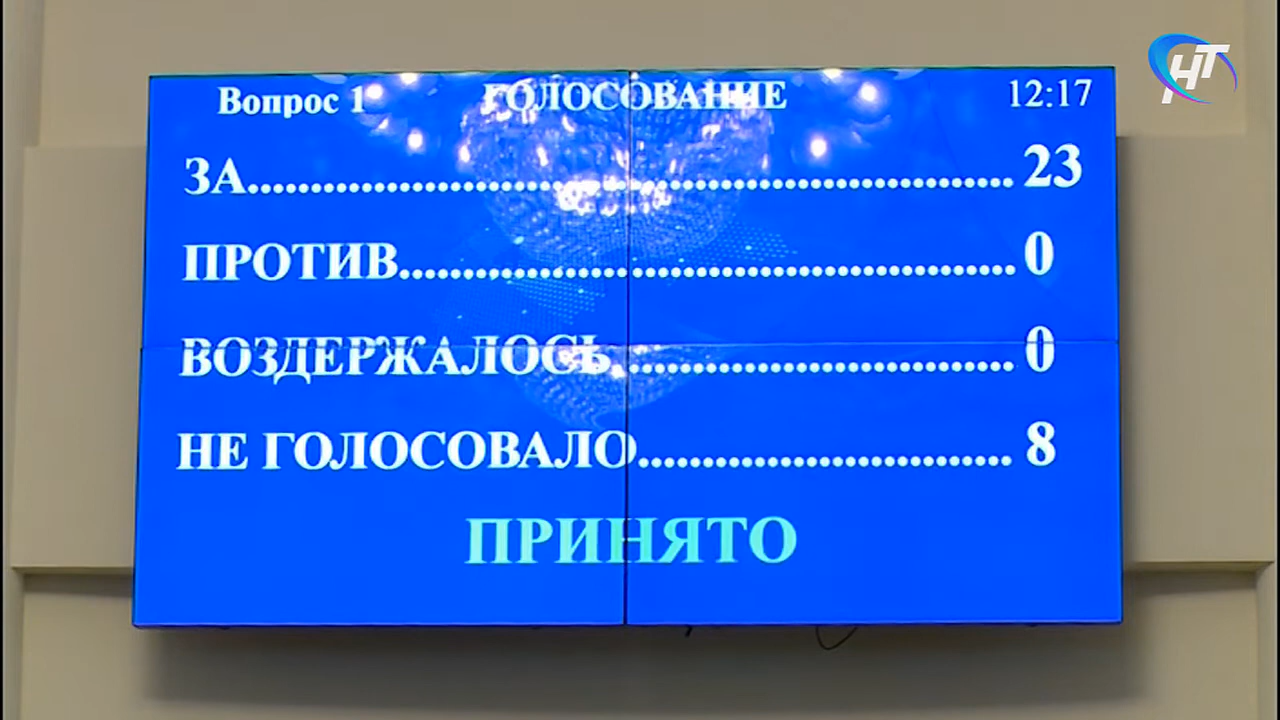 НТ
Вопрос 1 ГОЛОСОВАНИЕ 12:17
ЗА.......................................................... 23
ПРОТИВ.............................................. 0
ВОЗДЕРЖАЛОСЬ.............................. 0
НЕ ГОЛОСОВАЛО............................ 8
ПРИНЯТО